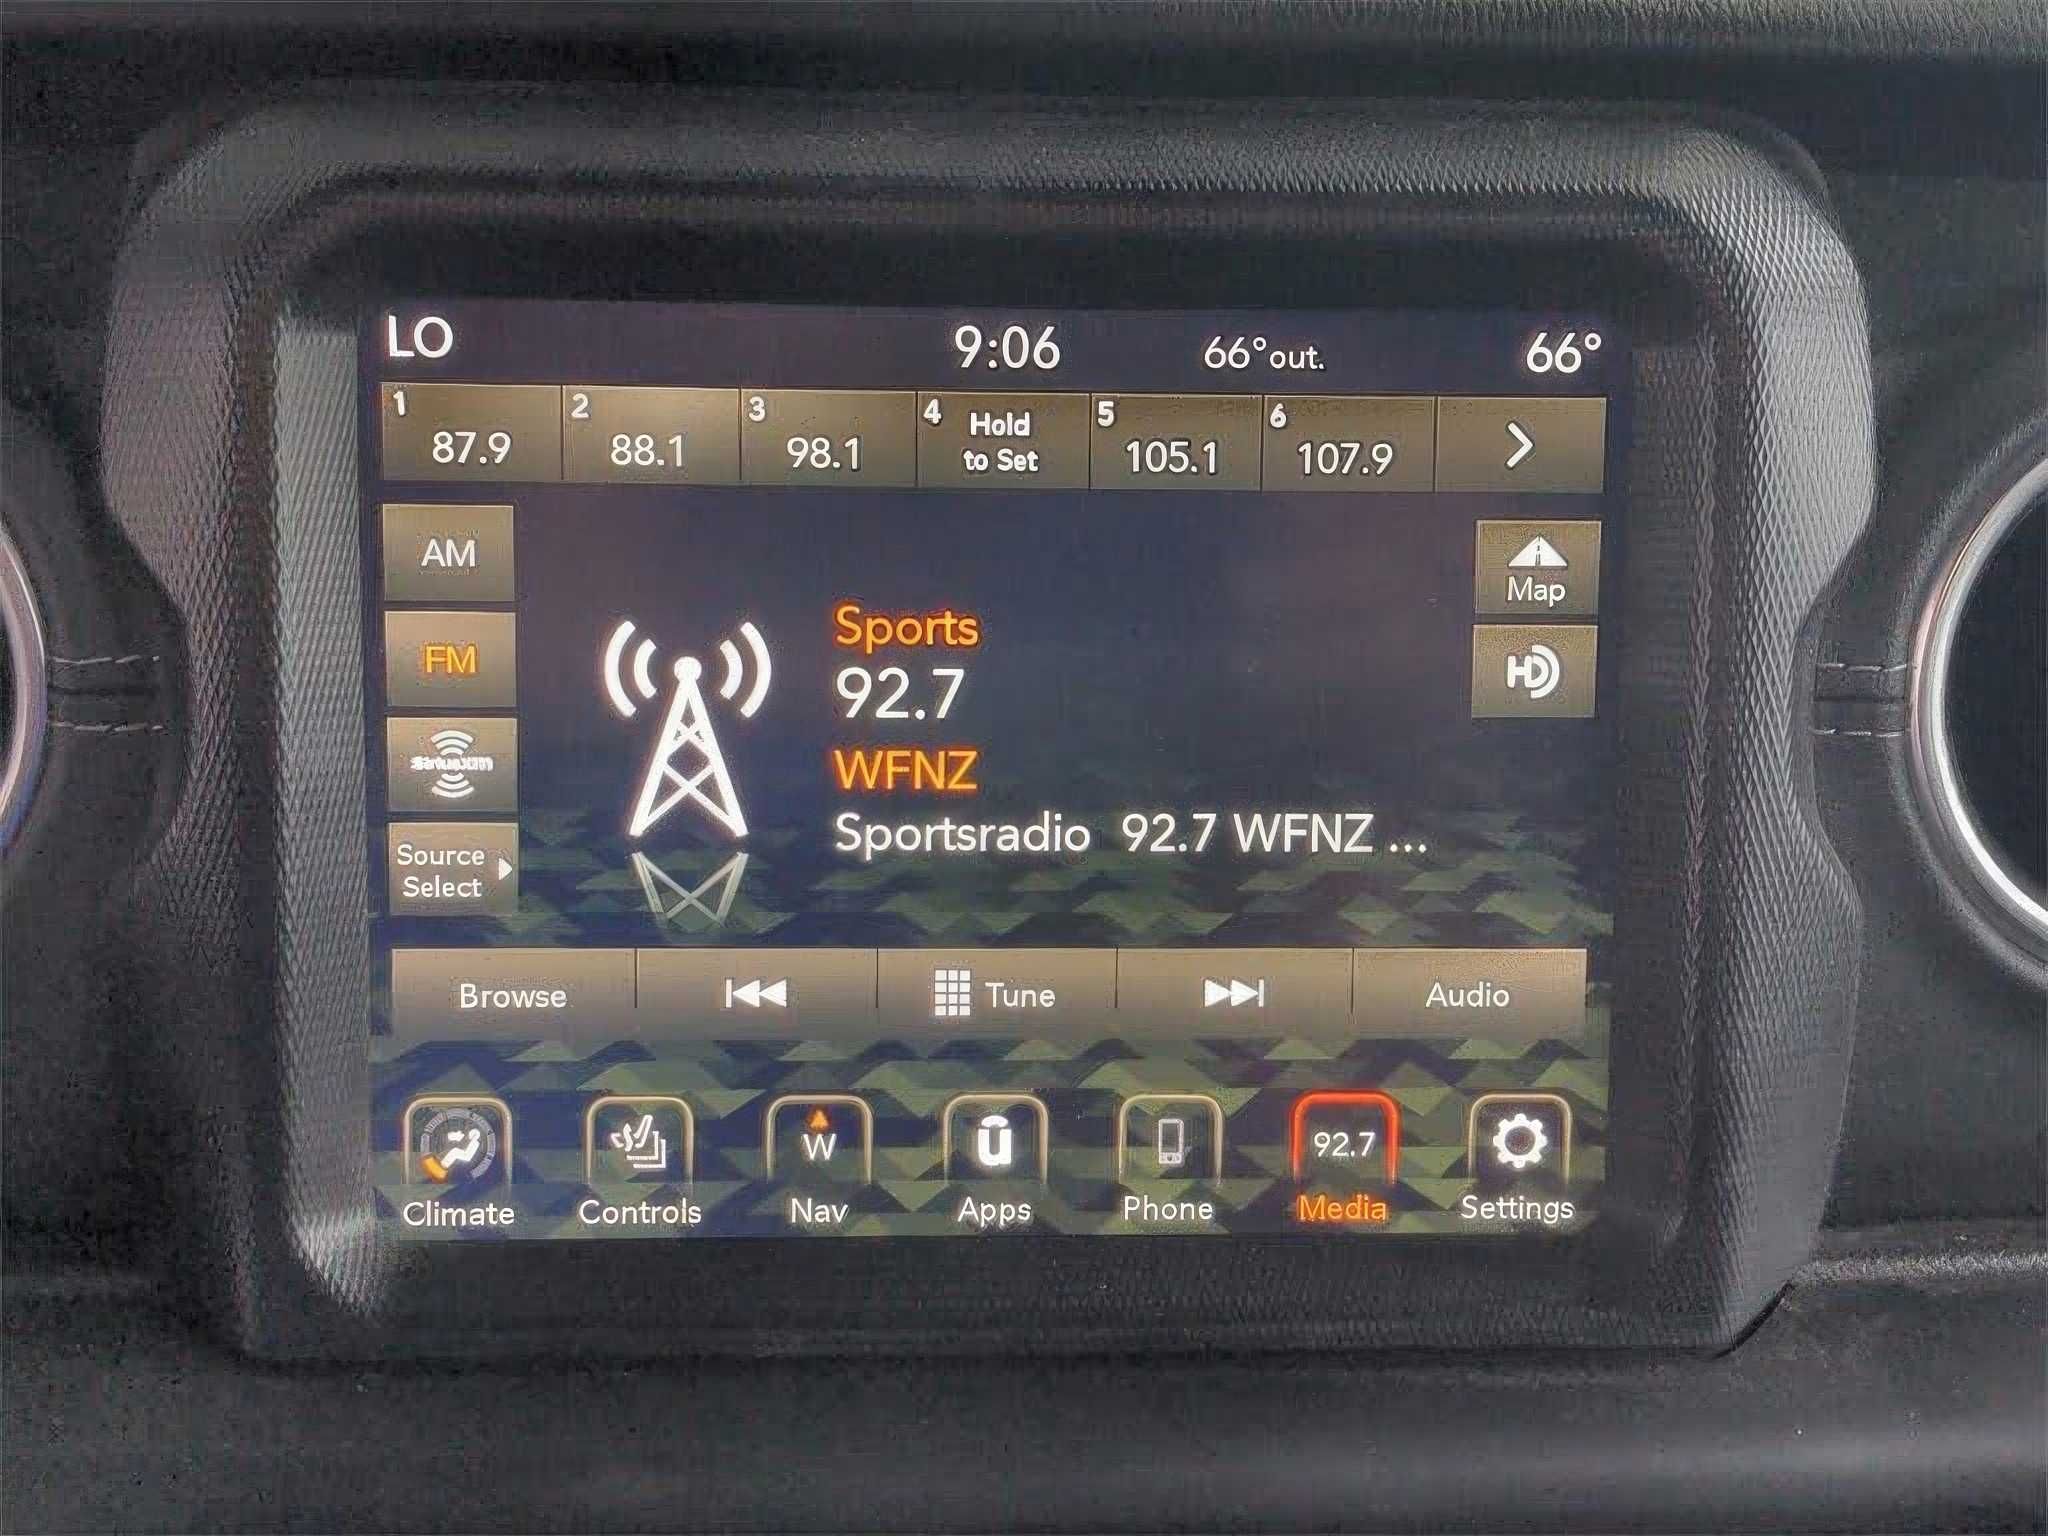 LO 9:06 66°out. 66°
1 87.9 2 88.1 3 98.1 4 Hold to Set 5 105.1 6 107.9
AM
Map
FM
HD
Sports
92.7
WFNZ
Sportsradio 92.7 WFNZ ...
siriusxm
Source
Select
Browse Tune Audio
W ū 92.7
Climate Controls Nav Apps Phone Media Settings